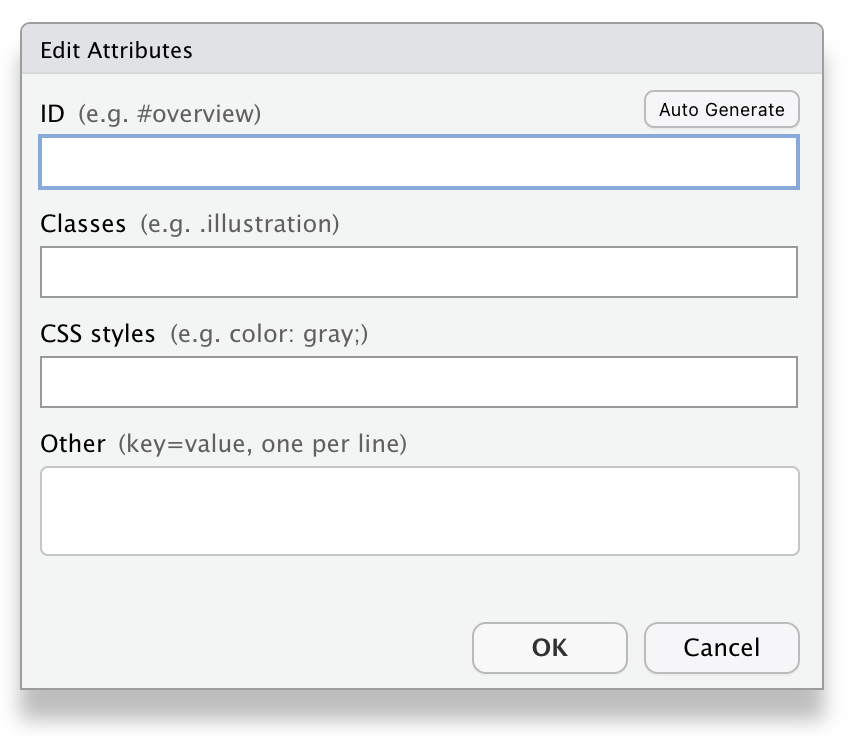 Edit Attributes
ID (e.g. #overview)
Auto Generate
Classes (e.g. .illustration)
CSS styles (e.g. color: gray;)
Other (key=value, one per line)
OK
Cancel